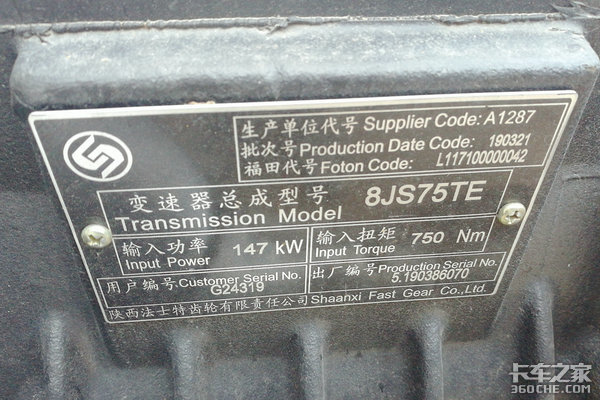 生产单位代号 Supplier Code: A1287
批次号 Production Date Code: 190321
福田代号 Foton Code: L117100000042
变速器总成型号
Transmission Model
8JS75TE
输入功率
Input Power
147 kW
输入扭矩
Input Torque
750 Nm
用户编号 Customer Serial No.
G24319
出厂编号 Production Serial No.
5.190386070
陕西法士特齿轮有限责任公司 Shaanxi Fast Gear Co.,Ltd.
卡车之家
360CHE.COM